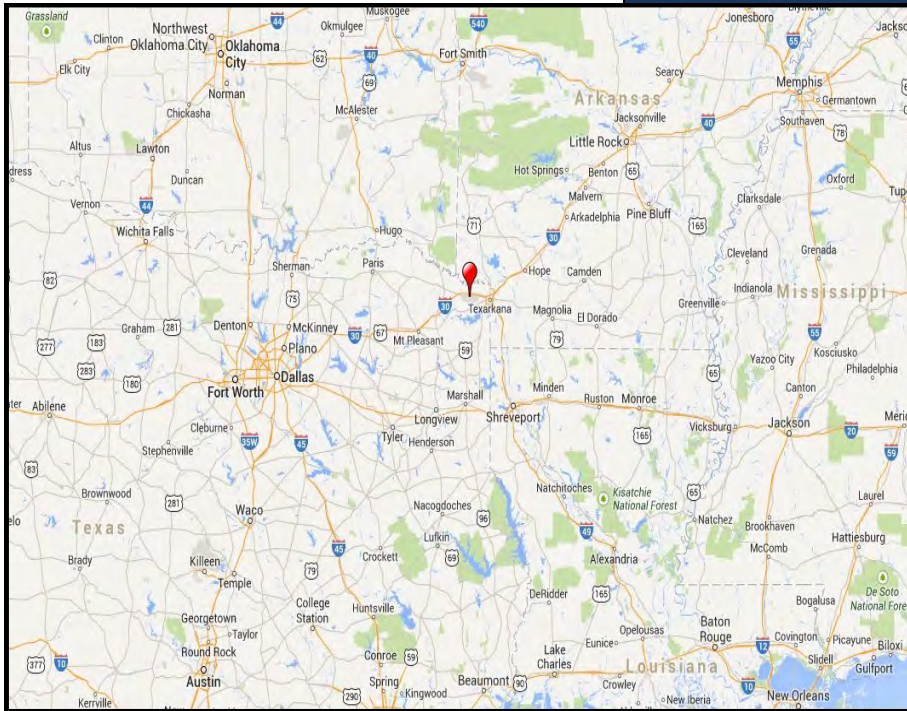 Grassland
44
Okmulgee
Muskogee
540
Jonesboro
Blytheville
Clinton
Northwest
Oklahoma City
Oklahoma
City
40
Fort Smith
55
Jackso
Elk City
62
Searcy
Norman
69
Arkansas
Memphis
Germantown
Chickasha
McAlester
Jacksonville
40
Southaven
78
Altus
Lawton
Little Rock
dress
Hot Springs
Benton
65
Oxford
Tup
Duncan
Malvern
Vernon
44
Arkadelphia
Pine Bluff
Clarksdale
Wichita Falls
Hugo
71
30
165
Cleveland
Grenada
82
Sherman
Paris
Hope
Camden
Indianola
Mississippi
75
30
Texarkana
Magnolia
Greenville
Graham
281
Denton
McKinney
30
67
El Dorado
55
277
183
Plano
Mt Pleasant
59
79
Yazoo City
Kosciusko
283
180
Dallas
65
Philadelphia
Fort Worth
Marshall
Minden
Canton
ter
Abilene
Longview
Shreveport
Ruston
Monroe
Cleburne
Tyler
Vicksburg
Jackson
20
Meri
Stephenville
35W
45
Henderson
165
59
83
Natchitoches
Kisatchie
National Forest
65
Laurel
Brownwood
281
Nacogdoches
96
elo
Waco
Natchez
Brookhaven
Texas
45
Lufkin
49
Hattiesburg
Brady
Killeen
Crockett
69
Alexandria
McComb
Temple
79
165
De Soto
National Fore
College
Station
DeRidder
Bogalusa
Georgetown
Huntsville
Baton
Rouge
Taylor
Opelousas
Covington
Picayune
Round Rock
59
Eunice
12
Biloxi
377
10
Conroe
Lake
Charles
Slidell
Gulfport
Austin
Spring
Beaumont
90
Crowley
Louisiana
Kerrville
290
Kingwood
New Iberia
10
New Orleans